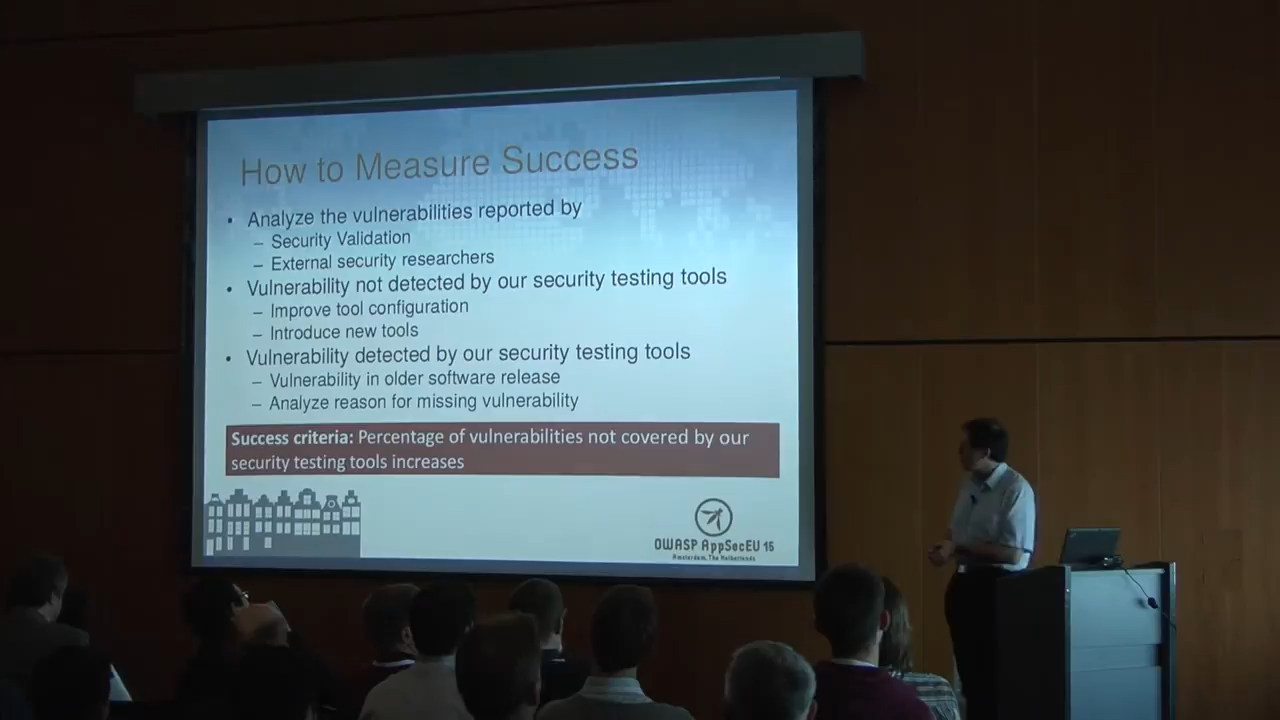 How to Measure Success
• Analyze the vulnerabilities reported by
– Security Validation
– External security researchers
• Vulnerability not detected by our security testing tools
– Improve tool configuration
– Introduce new tools
• Vulnerability detected by our security testing tools
– Vulnerability in older software release
– Analyze reason for missing vulnerability
Success criteria: Percentage of vulnerabilities not covered by our
security testing tools increases
OWASP AppSecEU 15
Amsterdam, The Netherlands